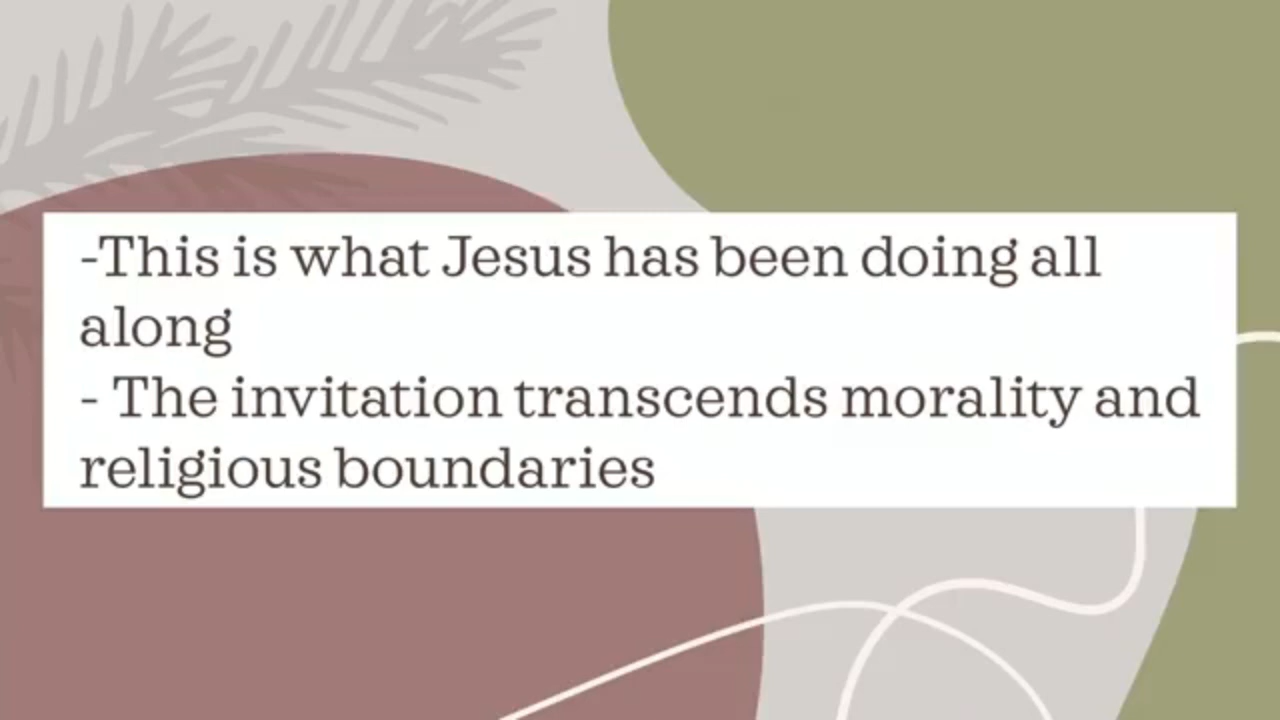 -This is what Jesus has been doing all
along
- The invitation transcends morality and
religious boundaries